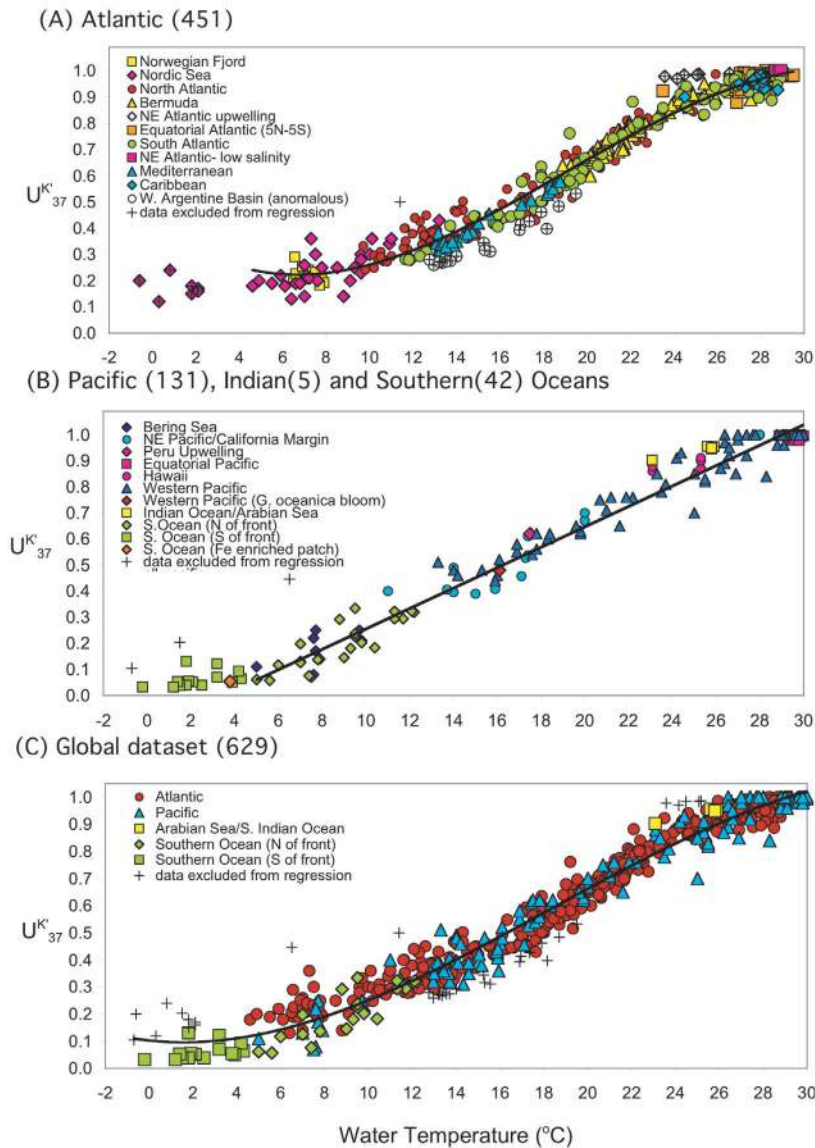 (A) Atlantic (451)
Norwegian Fjord
Nordic Sea
North Atlantic
Bermuda
NE Atlantic upwelling
Equatorial Atlantic (5N-5S)
South Atlantic
NE Atlantic- low salinity
Mediterranean
Caribbean
W. Argentine Basin (anomalous)
+ data excluded from regression
1.0
0.9
0.8
0.7
0.6
0.5
0.4
0.3
0.2
0.1
0.0
U K' 37
-2 0 2 4 6 8 10 12 14 16 18 20 22 24 26 28 30
(B) Pacific (131), Indian(5) and Southern(42) Oceans
Bering Sea
NE Pacific/California Margin
Peru Upwelling
Equatorial Pacific
Hawaii
Western Pacific
Western Pacific (G. oceanica bloom)
Indian Ocean/Arabian Sea
S.Ocean (N of front)
S. Ocean (S of front)
S. Ocean (Fe enriched patch)
+ data excluded from regression
1.0
0.9
0.8
0.7
0.6
0.5
0.4
0.3
0.2
0.1
0.0
U K' 37
-2 0 2 4 6 8 10 12 14 16 18 20 22 24 26 28 30
(C) Global dataset (629)
Atlantic
Pacific
Arabian Sea/S. Indian Ocean
Southern Ocean (N of front)
Southern Ocean (S of front)
+ data excluded from regression
1.0
0.9
0.8
0.7
0.6
0.5
0.4
0.3
0.2
0.1
0.0
U K' 37
-2 0 2 4 6 8 10 12 14 16 18 20 22 24 26 28 30
Water Temperature (°C)